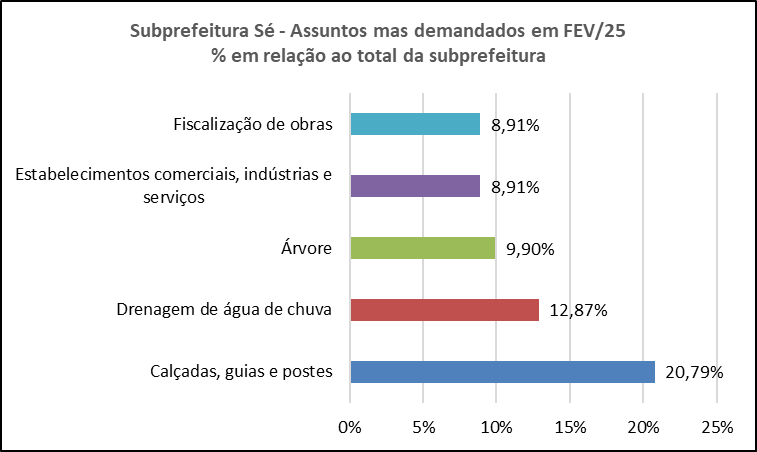 Subprefeitura Sé - Assuntos mas demandados em FEV/25
% em relação ao total da subprefeitura
Fiscalização de obras
8,91%
Estabelecimentos comerciais, indústrias e
serviços
8,91%
Árvore
9,90%
Drenagem de água de chuva
12,87%
Calçadas, guias e postes
20,79%
0%
5%
10%
15%
20%
25%